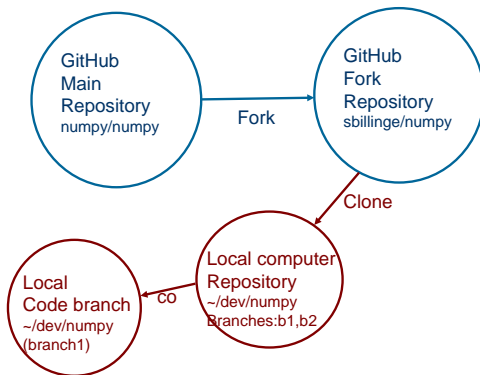 GitHub
Main
Repository
numpy/numpy
Fork
GitHub
Fork
Repository
sbillinge/numpy
Clone
Local computer
Repository
~/dev/numpy
Branches:b1,b2
co
Local
Code branch
~/dev/numpy
(branch1)